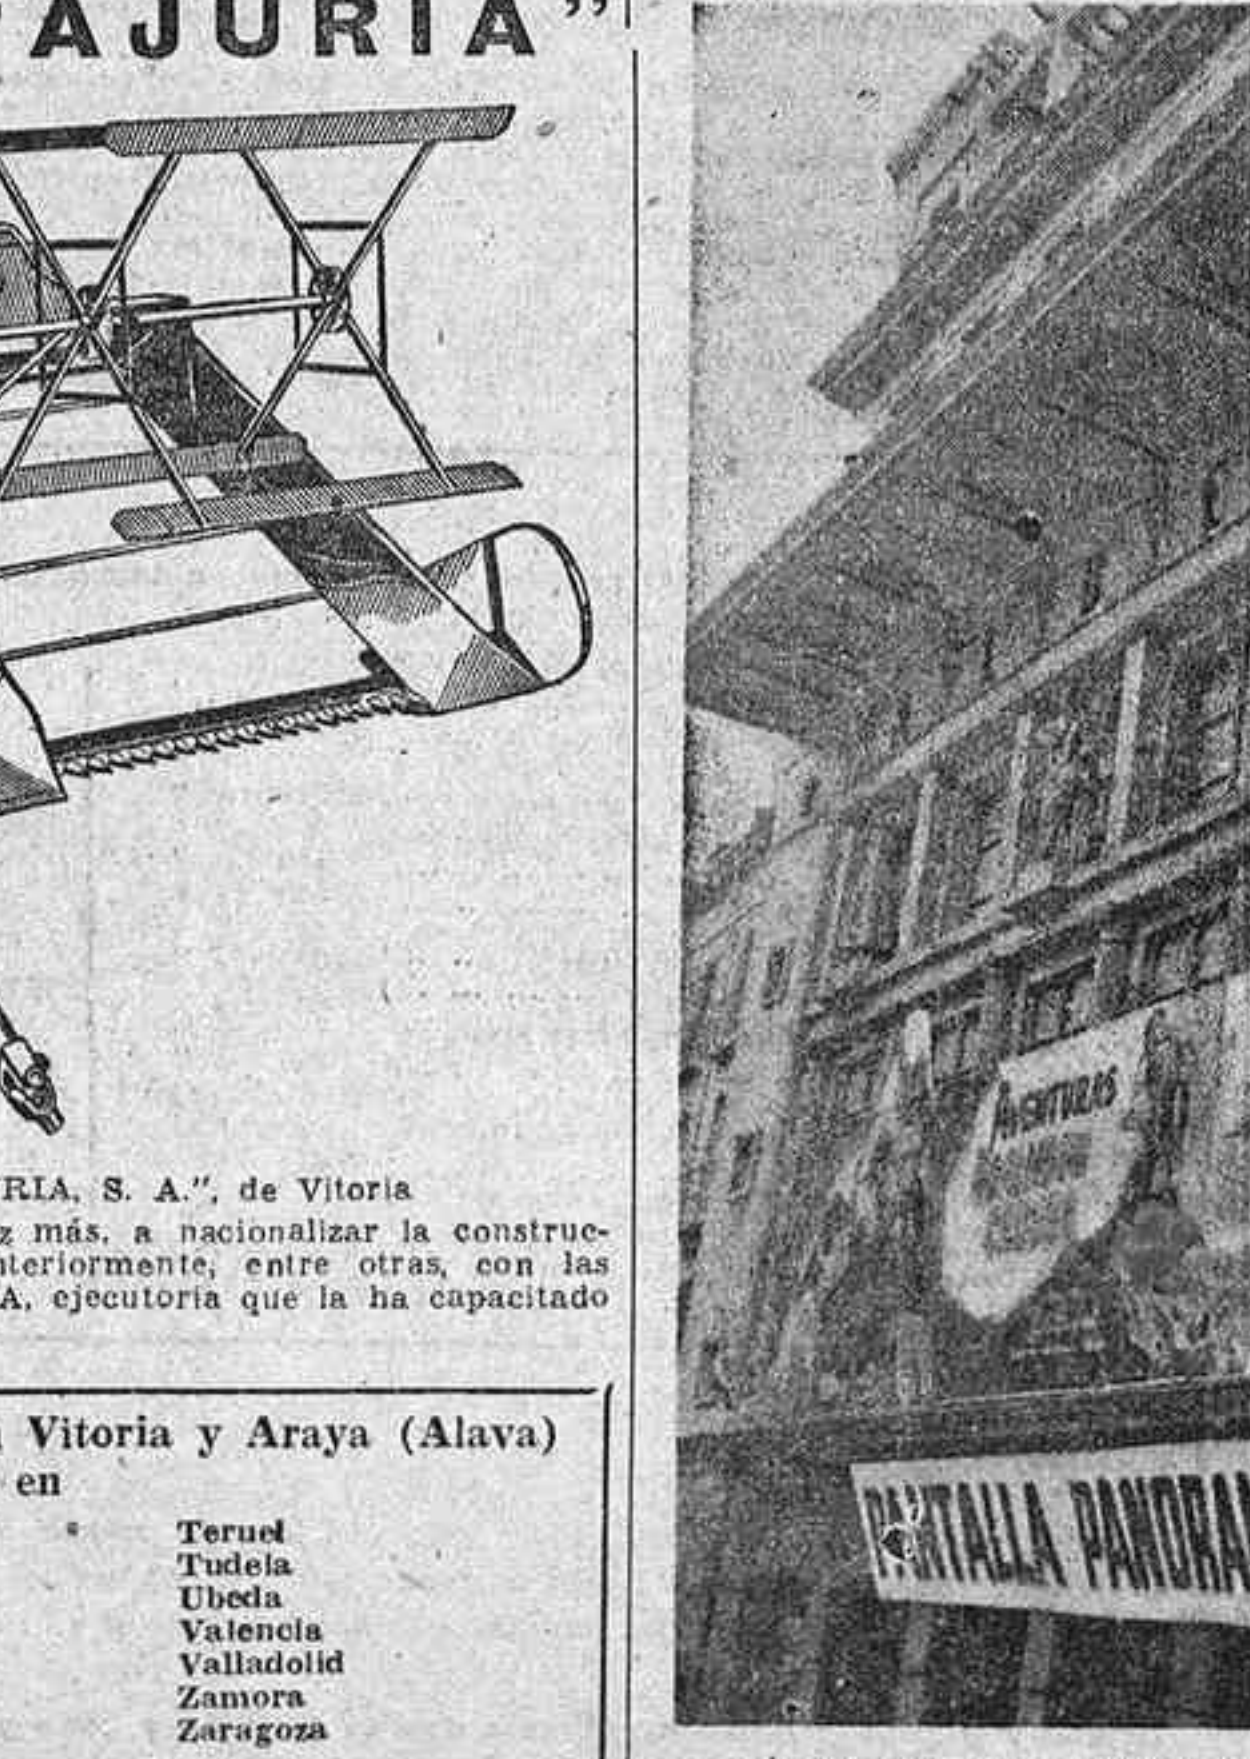 AJURIA”
RIA, S. A.”, de Vitoria
z más, a nacionalizar la construc-
nteriormente, entre otras, con las
A, ejecutoria que la ha capacitado
Vitoria y Araya (Alava)
en
Teruel
Tudela
Ubeda
Valencia
Valladolid
Zamora
Zaragoza
AVENTURAS
PANTALLA PANORA